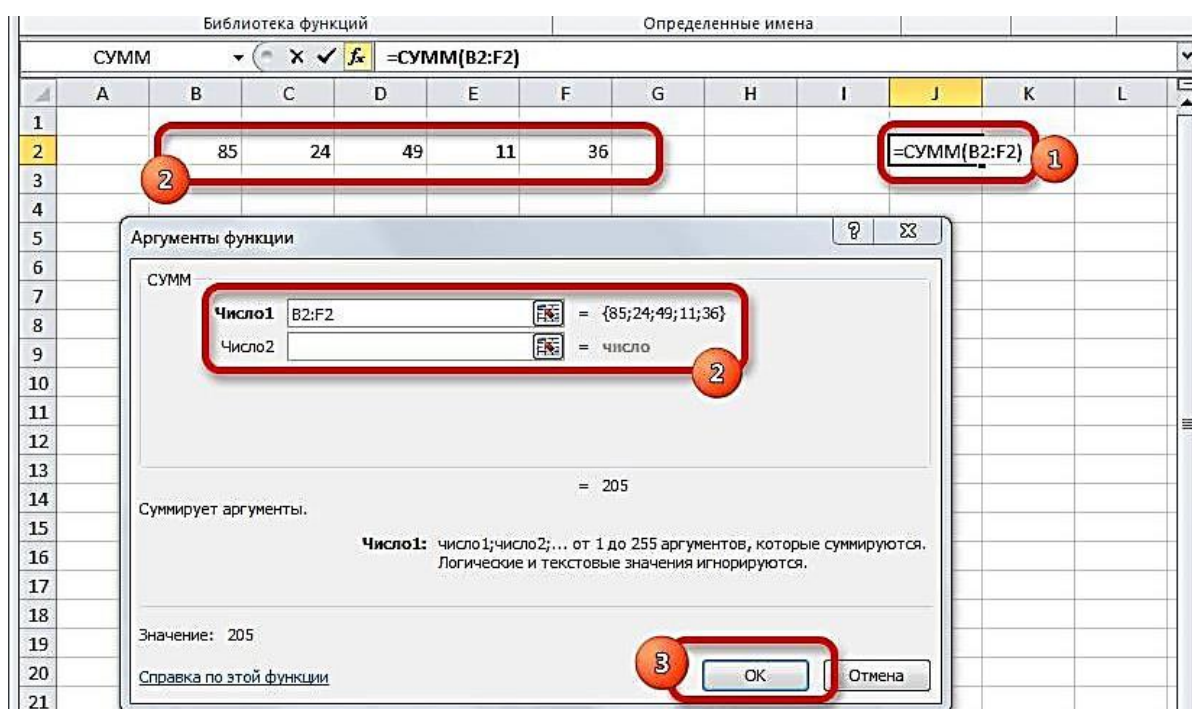 Библиотека функций Определенные имена
СУММ fx =СУММ(B2:F2)
A B C D E F G H I J K L
1
2 85 24 49 11 36 =СУММ(B2:F2) 1
3 2
4
5 Аргументы функции ?
6
7 СУММ
8 Число1 B2:F2 = {85;24;49;11;36}
9 Число2 = число
10 2
11
12
13
14 = 205
Суммирует аргументы.
15
16 Число1: число1;число2;... от 1 до 255 аргументов, которые суммируются.
Логические и текстовые значения игнорируются.
17
18
19 Значение: 205
20 Справка по этой функции 3 ОК Отмена
21